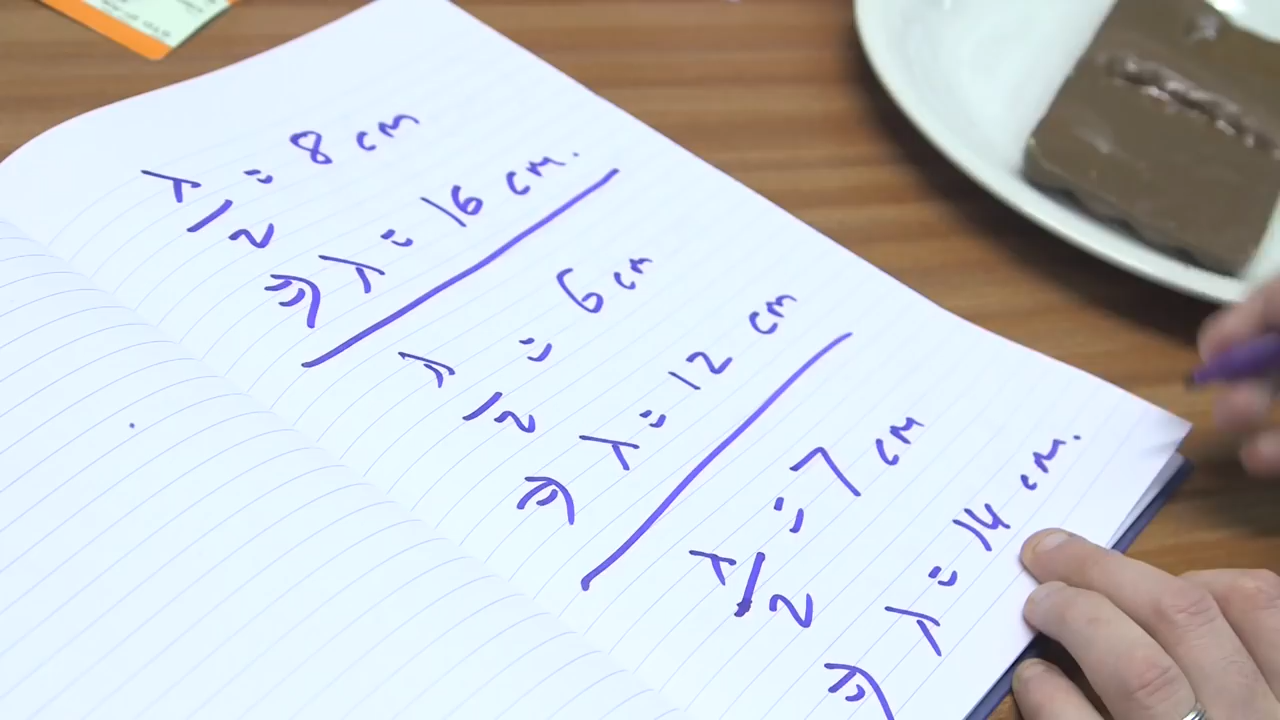 λ/2 = 8 cm
⇒ λ = 16 cm.
λ/2 = 6 cm
⇒ λ = 12 cm
λ/2 = 7 cm
⇒ λ = 14 cm.